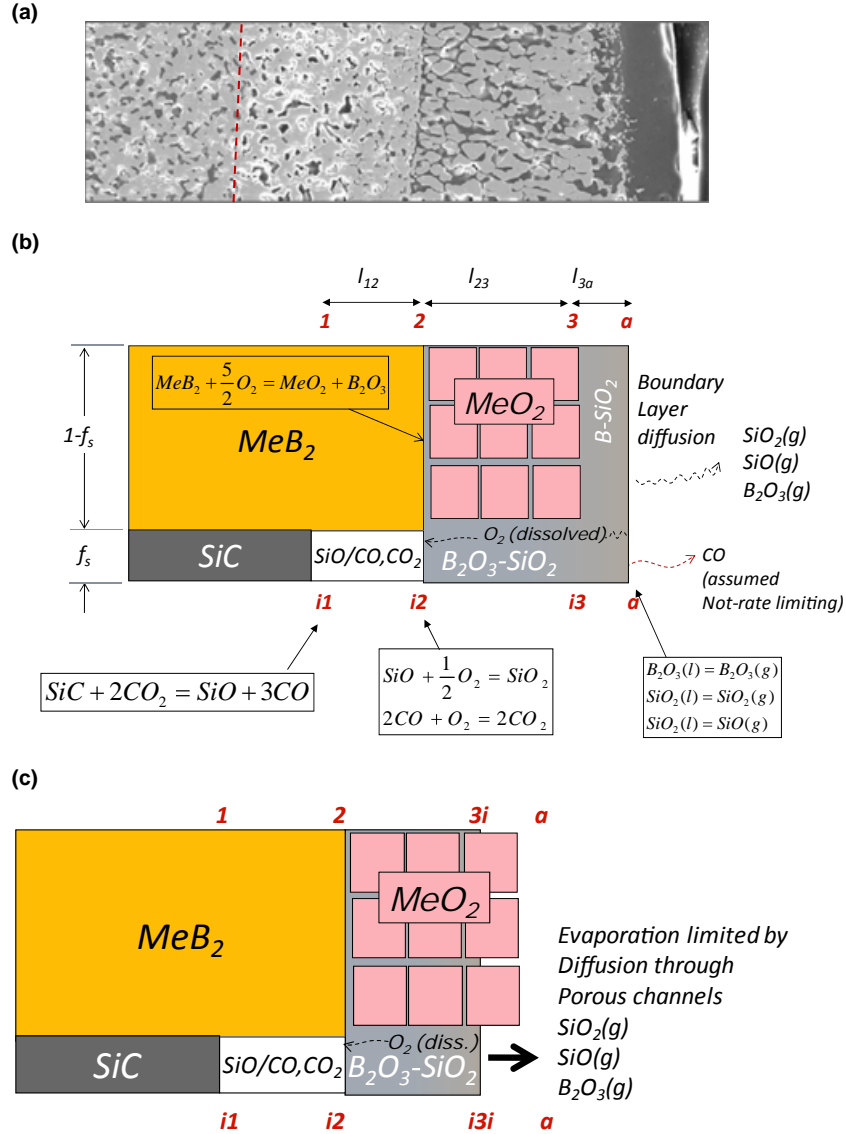 (a)
(b)
l₁₂ l₂₃ l₃ₐ
1 2 3 a
MeB₂ + 5/2 O₂ = MeO₂ + B₂O₃
MeO₂
B-SiO₂
Boundary
Layer
diffusion
SiO₂(g)
SiO(g)
B₂O₃(g)
1-fₛ
MeB₂
fₛ
SiC
SiO/CO,CO₂
O₂ (dissolved)
B₂O₃-SiO₂
CO
(assumed
Not-rate limiting)
i1 i2 i3 a
SiC + 2CO₂ = SiO + 3CO
SiO + 1/2 O₂ = SiO₂
2CO + O₂ = 2CO₂
B₂O₃(l) = B₂O₃(g)
SiO₂(l) = SiO₂(g)
SiO₂(l) = SiO(g)
(c)
1 2 3i a
MeO₂
MeB₂
Evaporation limited by
Diffusion through
Porous channels
SiO₂(g)
SiO(g)
B₂O₃(g)
SiC
SiO/CO,CO₂
O₂ (diss.)
B₂O₃-SiO₂
i1 i2 i3i a